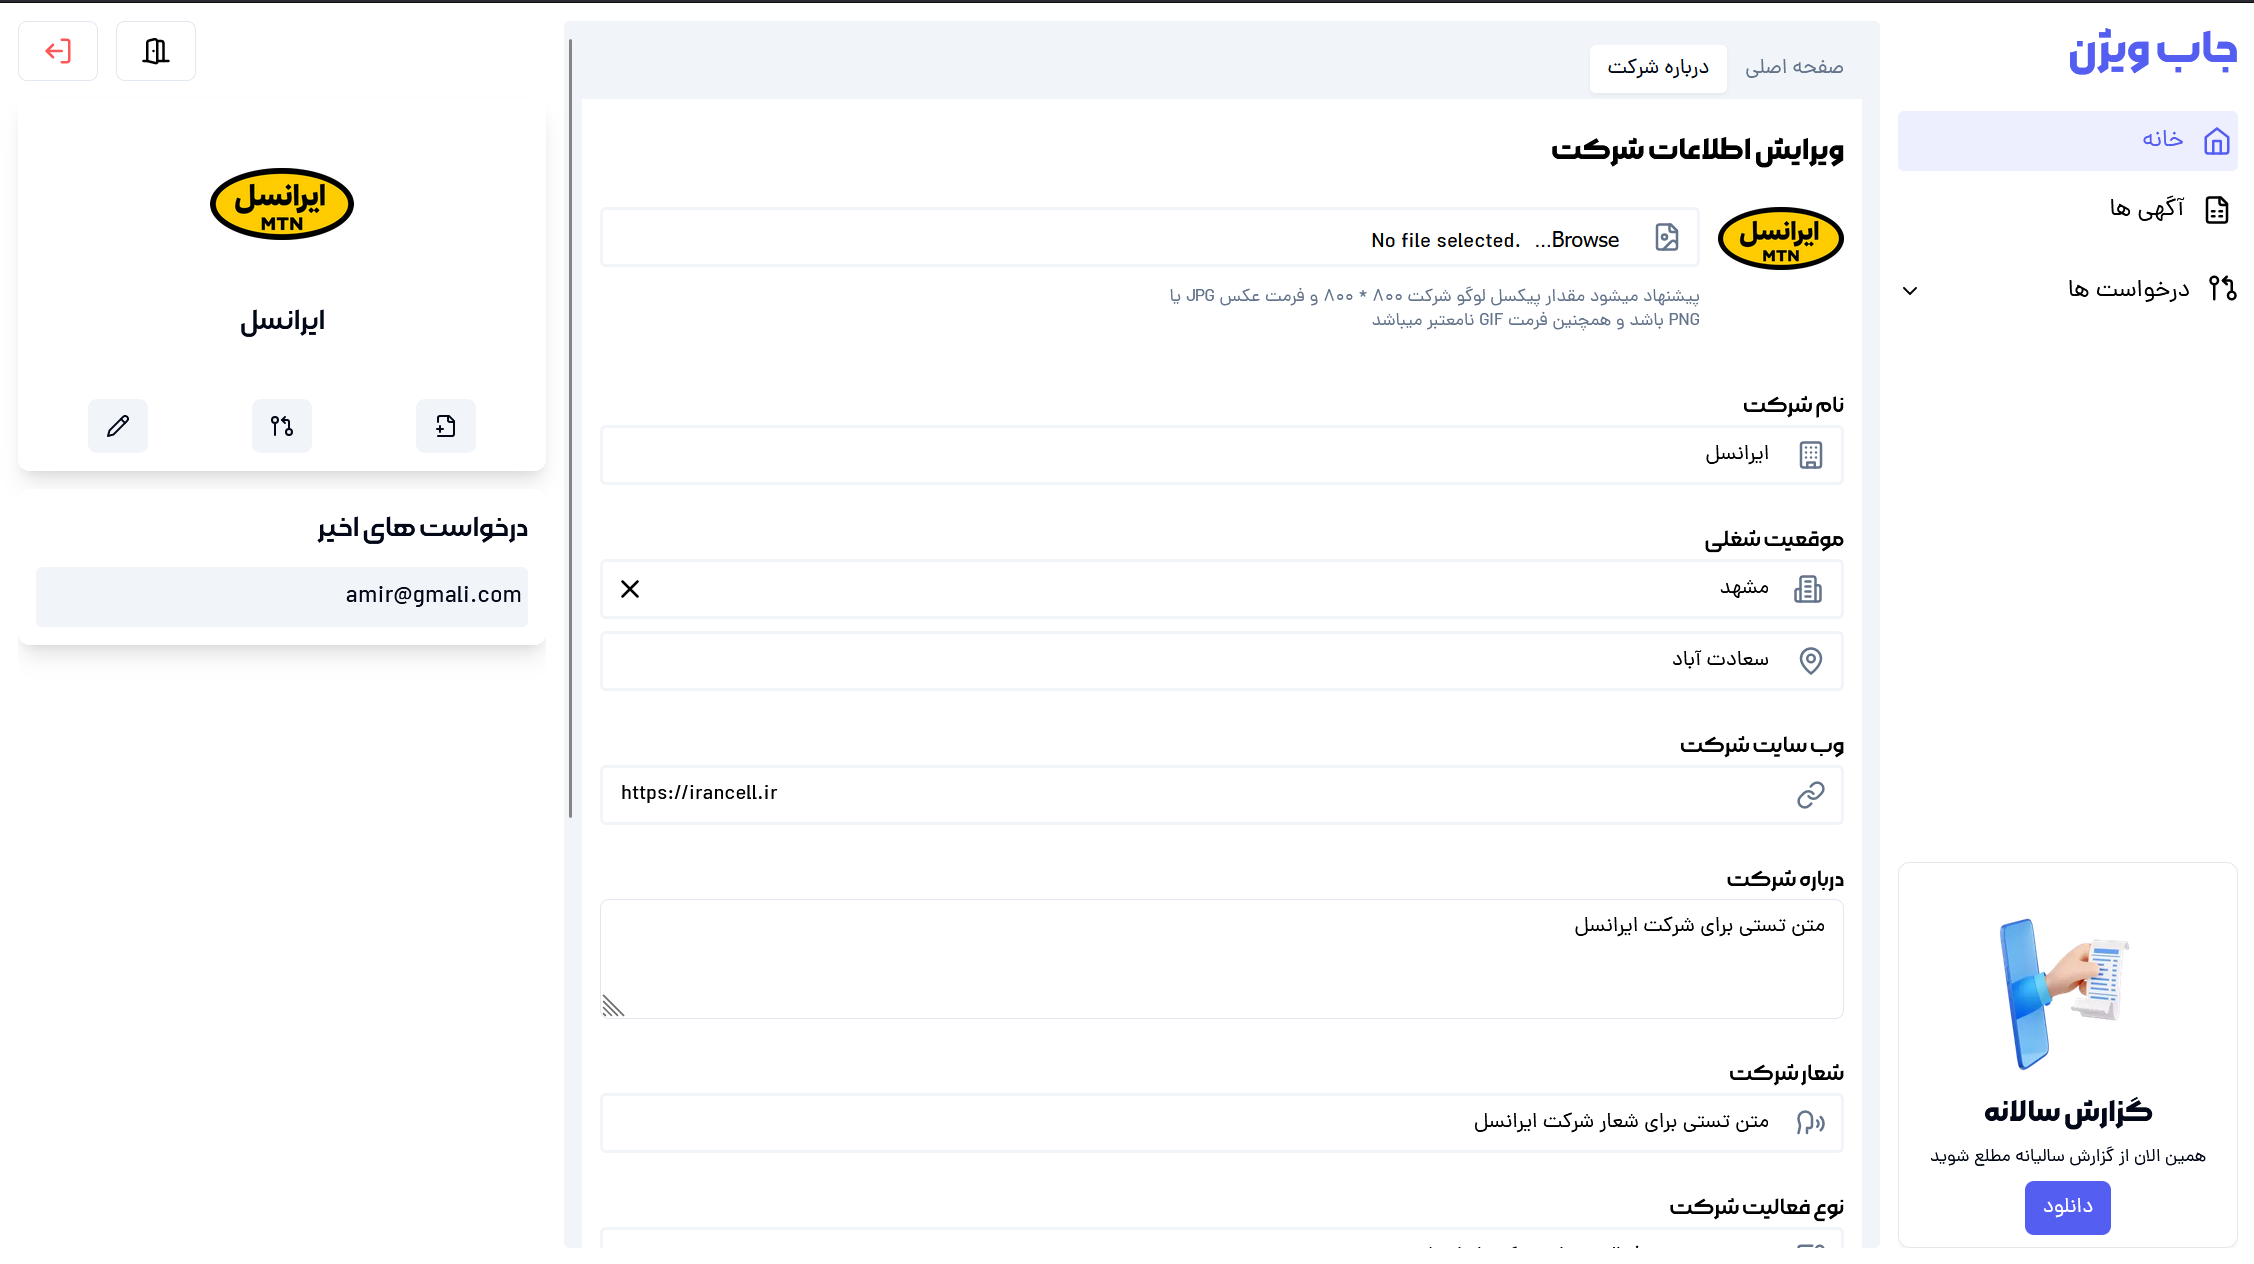 جاب ویژن
خانه
آگهی ها
درخواست ها
گزارش سالانه
همین الان از گزارش سالیانه مطلع شوید
دانلود
صفحه اصلی
درباره شرکت
ویرایش اطلاعات شرکت
ایرانسل
MTN
Browse... No file selected.
پیشنهاد میشود مقدار پیکسل لوگو شرکت ۸۰۰ * ۸۰۰ و فرمت عکس JPG یا
PNG باشد و همچنین فرمت GIF نامعتبر میباشد
نام شرکت
ایرانسل
موقعیت شغلی
مشهد
سعادت آباد
وب سایت شرکت
https://irancell.ir
درباره شرکت
متن تستی برای شرکت ایرانسل
شعار شرکت
متن تستی برای شعار شرکت ایرانسل
نوع فعالیت شرکت
ایرانسل
MTN
ایرانسل
درخواست های اخیر
amir@gmali.com